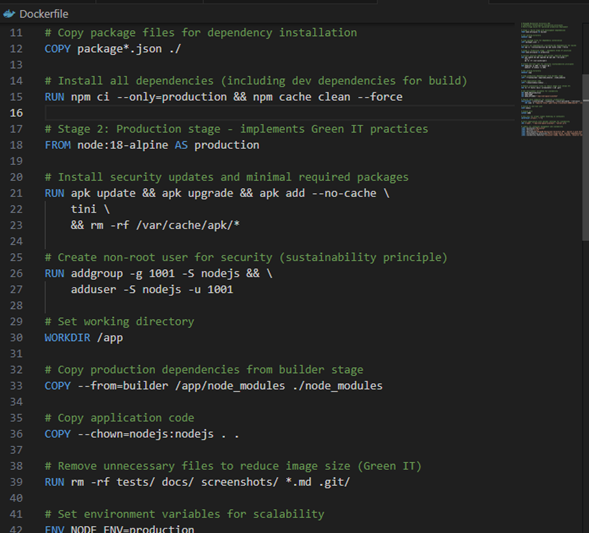 Dockerfile
11 # Copy package files for dependency installation
12 COPY package*.json ./
13
14 # Install all dependencies (including dev dependencies for build)
15 RUN npm ci --only=production && npm cache clean --force
16
17 # Stage 2: Production stage - implements Green IT practices
18 FROM node:18-alpine AS production
19
20 # Install security updates and minimal required packages
21 RUN apk update && apk upgrade && apk add --no-cache \
22     tini \
23     && rm -rf /var/cache/apk/*
24
25 # Create non-root user for security (sustainability principle)
26 RUN addgroup -g 1001 -S nodejs && \
27     adduser -S nodejs -u 1001
28
29 # Set working directory
30 WORKDIR /app
31
32 # Copy production dependencies from builder stage
33 COPY --from=builder /app/node_modules ./node_modules
34
35 # Copy application code
36 COPY --chown=nodejs:nodejs . .
37
38 # Remove unnecessary files to reduce image size (Green IT)
39 RUN rm -rf tests/ docs/ screenshots/ *.md .git/
40
41 # Set environment variables for scalability
42 ENV NODE_ENV=production